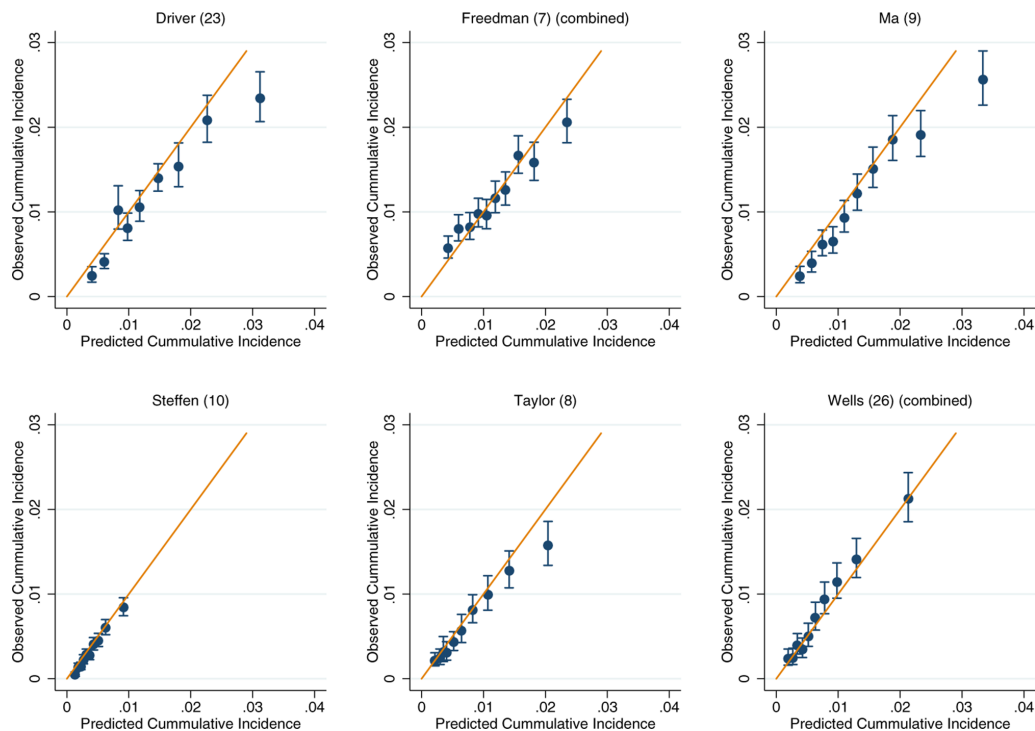 Driver (23)
Observed Cummulative Incidence
.03
.02
.01
0
0 .01 .02 .03 .04
Predicted Cummulative Incidence
Freedman (7) (combined)
Observed Cummulative Incidence
.03
.02
.01
0
0 .01 .02 .03 .04
Predicted Cummulative Incidence
Ma (9)
Observed Cummulative Incidence
.03
.02
.01
0
0 .01 .02 .03 .04
Predicted Cummulative Incidence
Steffen (10)
Observed Cummulative Incidence
.03
.02
.01
0
0 .01 .02 .03 .04
Predicted Cummulative Incidence
Taylor (8)
Observed Cummulative Incidence
.03
.02
.01
0
0 .01 .02 .03 .04
Predicted Cummulative Incidence
Wells (26) (combined)
Observed Cummulative Incidence
.03
.02
.01
0
0 .01 .02 .03 .04
Predicted Cummulative Incidence